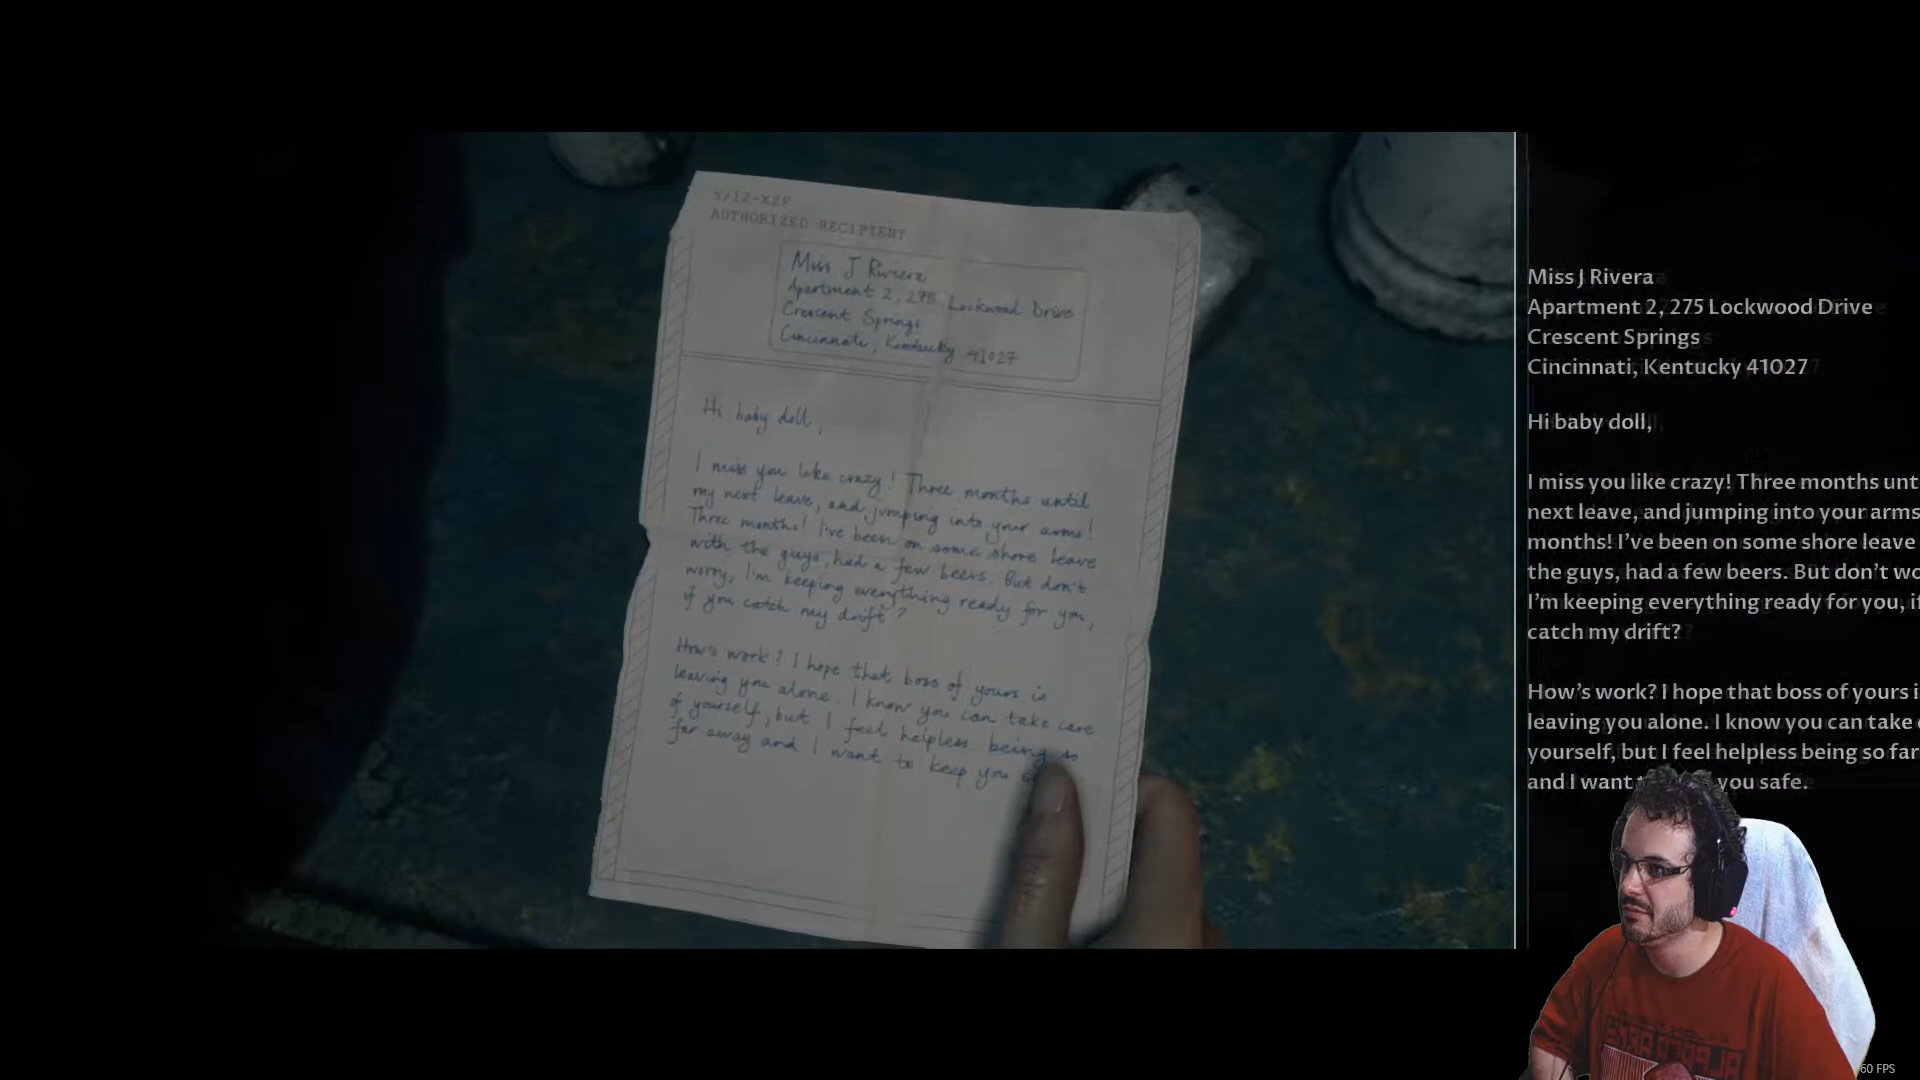 5712-XZF
AUTHORIZED RECIPIENT
Miss J Riviera
Apartment 2, 275 Lockwood Drive
Crescent Springs
Cincinnati, Kentucky 41027
Hi baby doll,
I miss you like crazy! Three months until
my next leave, and jumping into your arms!
Three months! I've been on some shore leave
with the guys, had a few beers. But don't
worry, I'm keeping everything ready for you,
if you catch my drift?
How's work? I hope that boss of yours is
leaving you alone. I know you can take care
of yourself, but I feel helpless being so
far away and I want to keep you
Miss J Rivera
Apartment 2, 275 Lockwood Drive
Crescent Springs
Cincinnati, Kentucky 41027
Hi baby doll,
I miss you like crazy! Three months unt
next leave, and jumping into your arms
months! I've been on some shore leave
the guys, had a few beers. But don't wo
I'm keeping everything ready for you, if
catch my drift?
How's work? I hope that boss of yours i
leaving you alone. I know you can take
yourself, but I feel helpless being so far
and I want you safe.
60 FPS